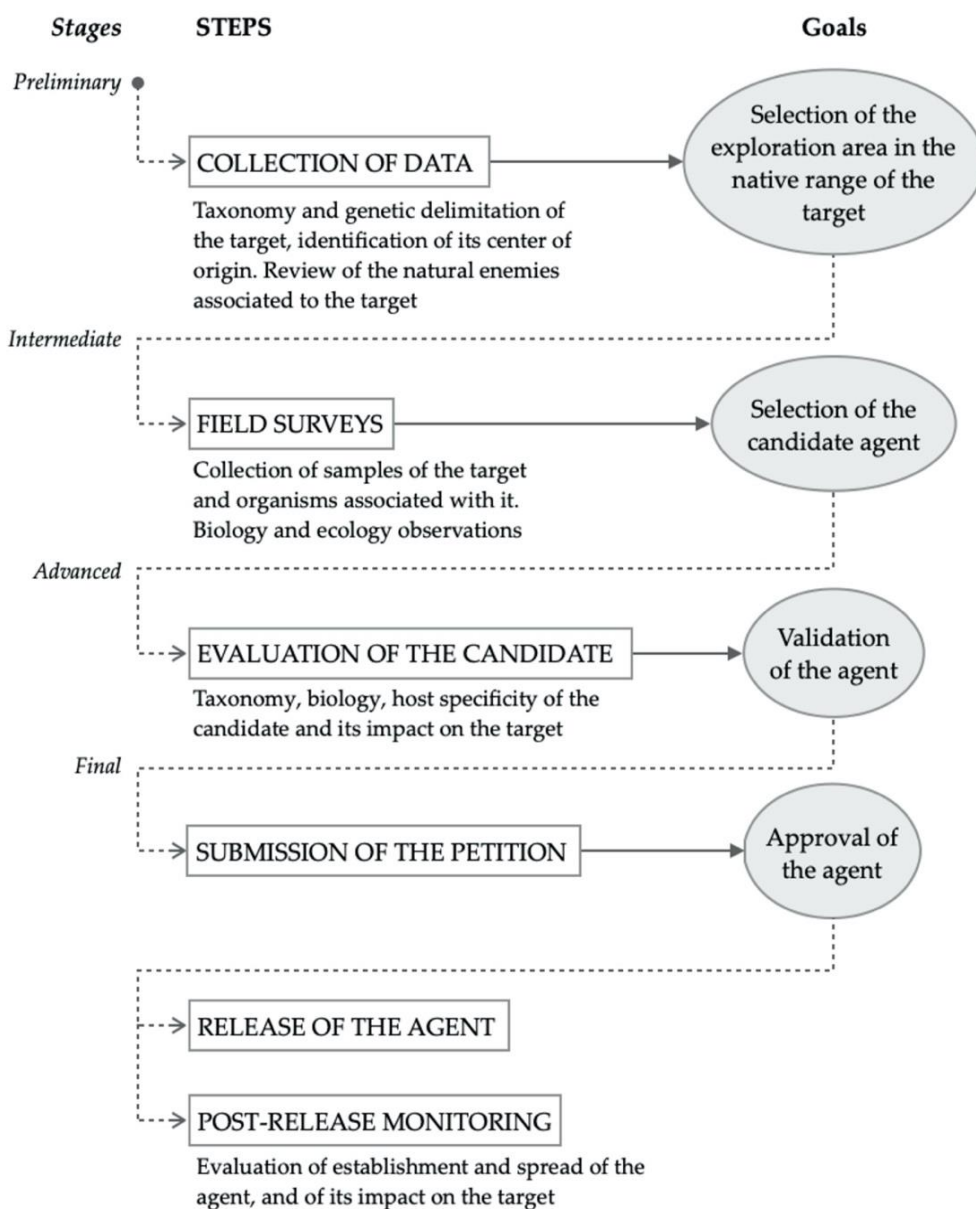 Stages STEPS Goals
Preliminary
Selection of the
exploration area in the
native range of the
target
COLLECTION OF DATA
Taxonomy and genetic delimitation of
the target, identification of its center of
origin. Review of the natural enemies
associated to the target
Intermediate
FIELD SURVEYS
Selection of the
candidate agent
Collection of samples of the target
and organisms associated with it.
Biology and ecology observations
Advanced
EVALUATION OF THE CANDIDATE
Validation
of the agent
Taxonomy, biology, host specificity of the
candidate and its impact on the target
Final
SUBMISSION OF THE PETITION
Approval of
the agent
RELEASE OF THE AGENT
POST-RELEASE MONITORING
Evaluation of establishment and spread of the
agent, and of its impact on the target